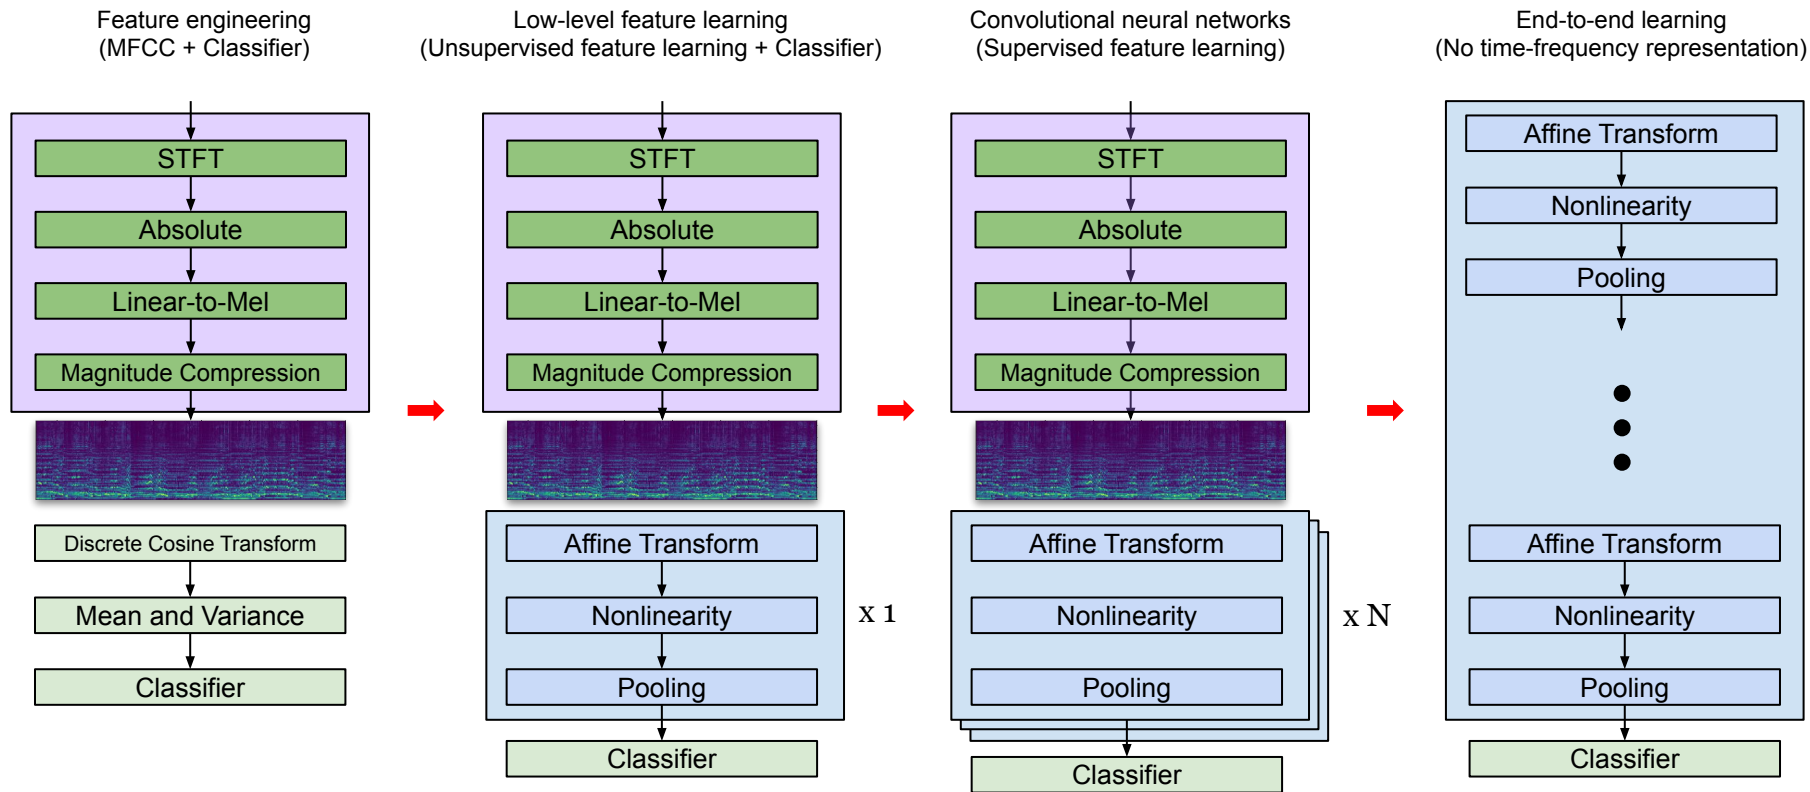 Feature engineering
(MFCC + Classifier)
STFT
Absolute
Linear-to-Mel
Magnitude Compression
Discrete Cosine Transform
Mean and Variance
Classifier
Low-level feature learning
(Unsupervised feature learning + Classifier)
STFT
Absolute
Linear-to-Mel
Magnitude Compression
Affine Transform
Nonlinearity
Pooling
x 1
Classifier
Convolutional neural networks
(Supervised feature learning)
STFT
Absolute
Linear-to-Mel
Magnitude Compression
Affine Transform
Nonlinearity
Pooling
x N
Classifier
End-to-end learning
(No time-frequency representation)
Affine Transform
Nonlinearity
Pooling
Affine Transform
Nonlinearity
Pooling
Classifier